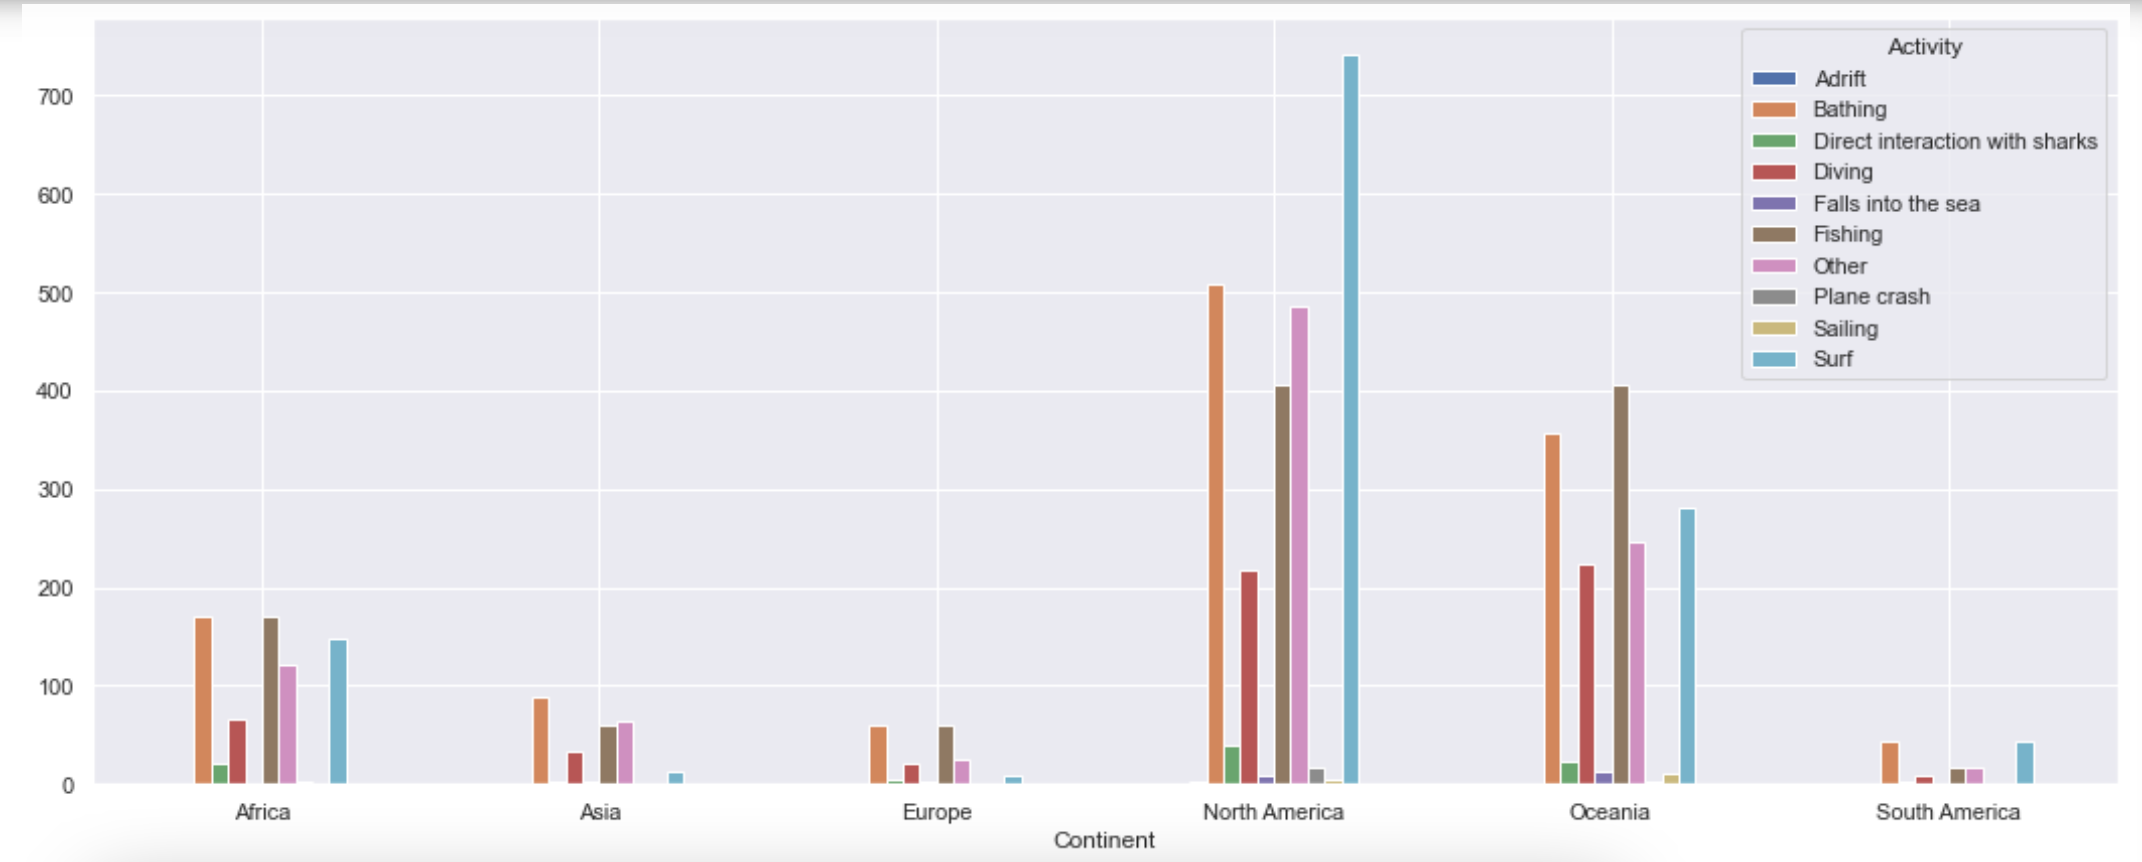 700
600
500
400
300
200
100
0
Africa
Asia
Europe
North America
Oceania
South America
Continent
Activity
Adrift
Bathing
Direct interaction with sharks
Diving
Falls into the sea
Fishing
Other
Plane crash
Sailing
Surf